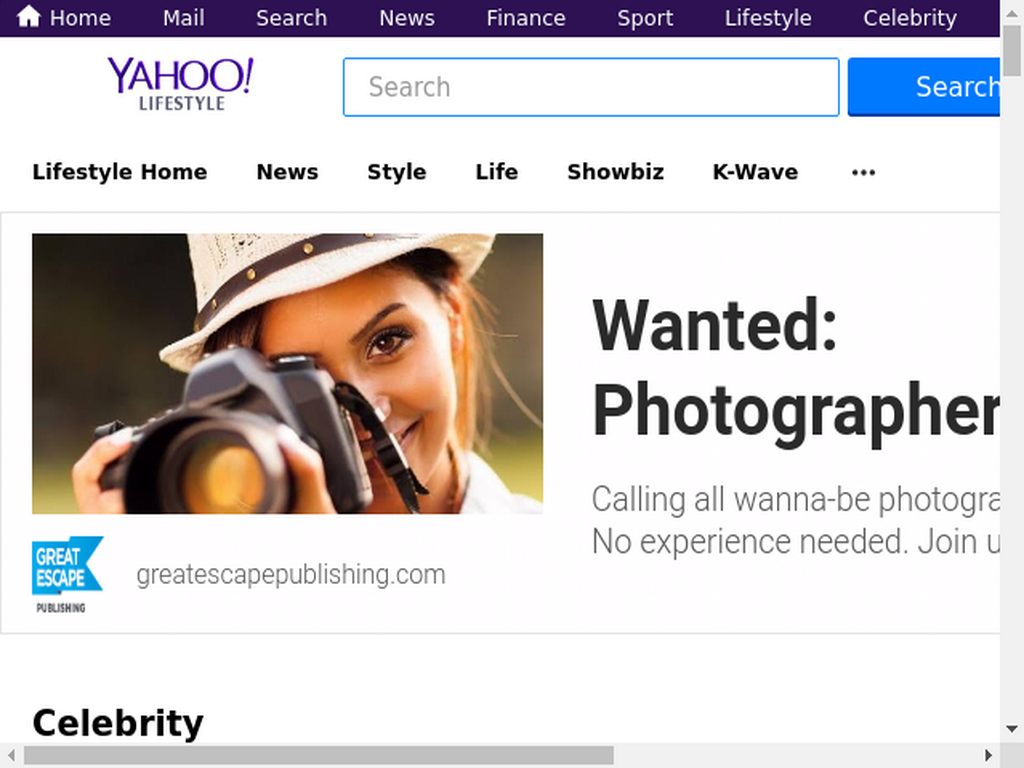 Home Mail Search News Finance Sport Lifestyle Celebrity
YAHOO!
LIFESTYLE
Search
Search
Lifestyle Home News Style Life Showbiz K-Wave •••
Wanted:
Photographer
Calling all wanna-be photogra
No experience needed. Join u
GREAT
ESCAPE
PUBLISHING
greatescapepublishing.com
Celebrity